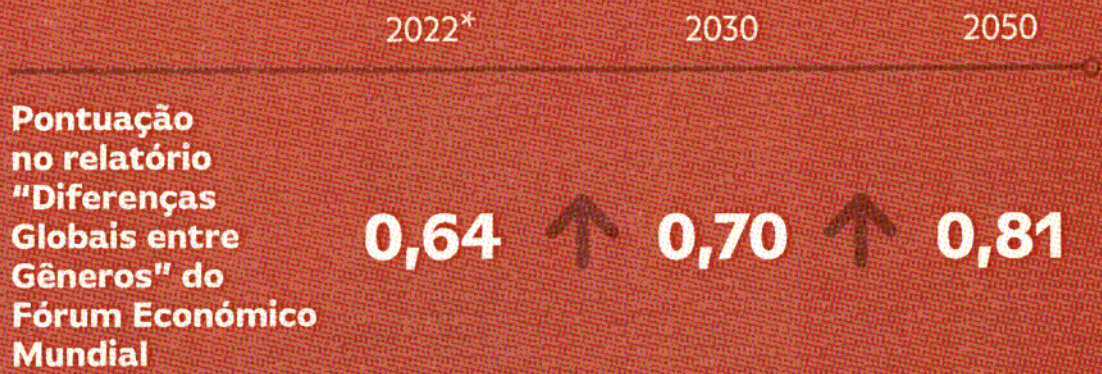 2022* 2030 2050
Pontuação
no relatório
"Diferenças
Globais entre
Gêneros" do
Fórum Económico
Mundial
0,64 0,70 0,81